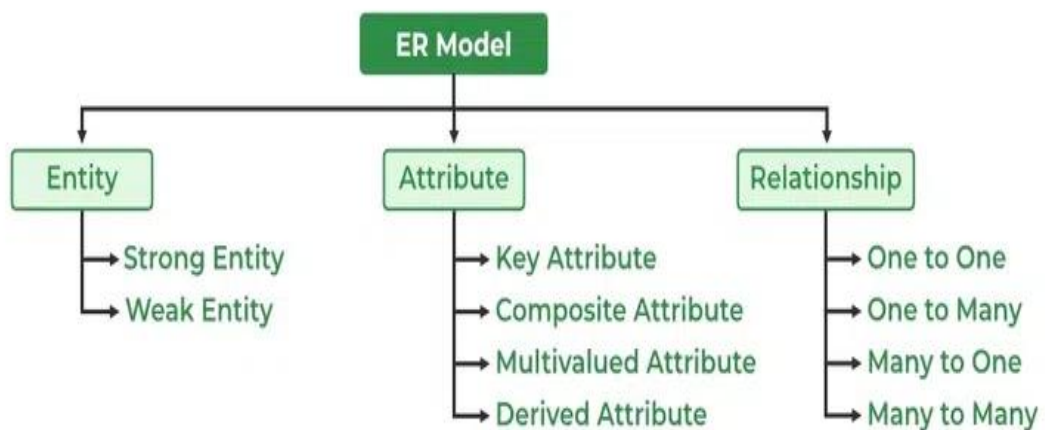 ER Model
Entity
Strong Entity
Weak Entity
Attribute
Key Attribute
Composite Attribute
Multivalued Attribute
Derived Attribute
Relationship
One to One
One to Many
Many to One
Many to Many